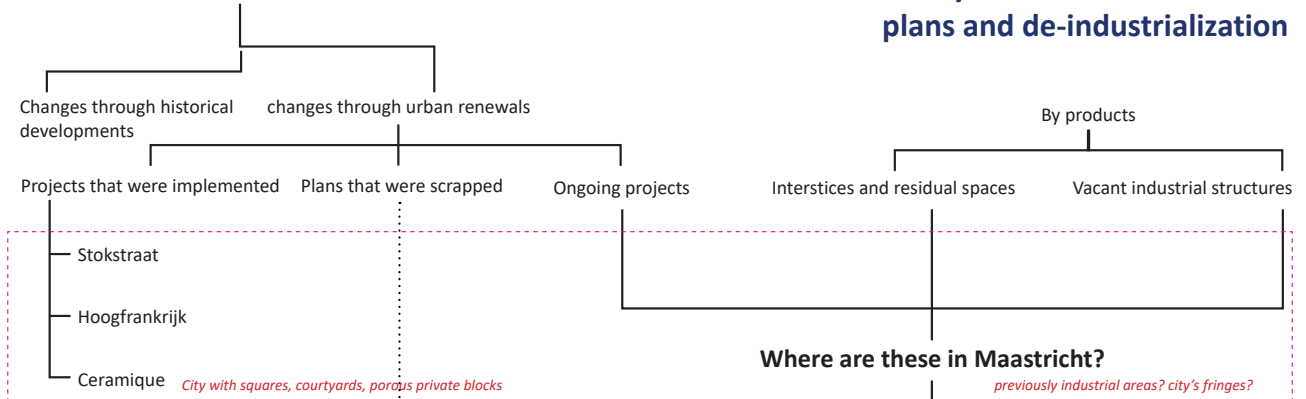 plans and de-industrialization
Changes through historical
developments
changes through urban renewals
By products
Projects that were implemented
Plans that were scrapped
Ongoing projects
Interstices and residual spaces
Vacant industrial structures
Stokstraat
Hoogfrankrijk
Where are these in Maastricht?
Ceramique
City with squares, courtyards, porous private blocks
previously industrial areas? city's fringes?